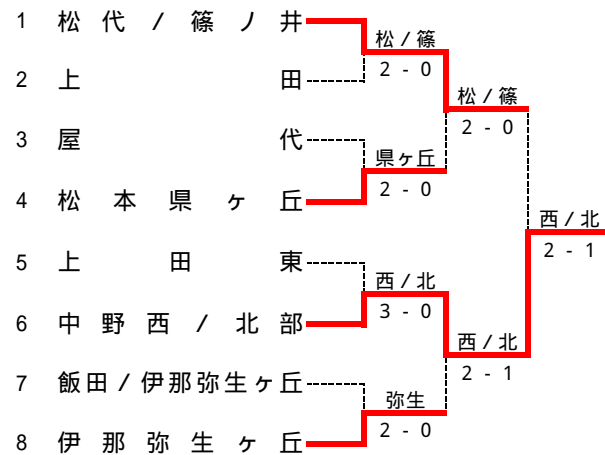 1 松代/篠ノ井
松/篠
2 上田
2 - 0
松/篠
2 - 0
3 屋代
県ヶ丘
4 松本県ヶ丘
2 - 0
西/北
2 - 1
5 上田東
西/北
6 中野西/北部
3 - 0
西/北
2 - 1
7 飯田/伊那弥生ヶ丘
弥生
8 伊那弥生ヶ丘
2 - 0